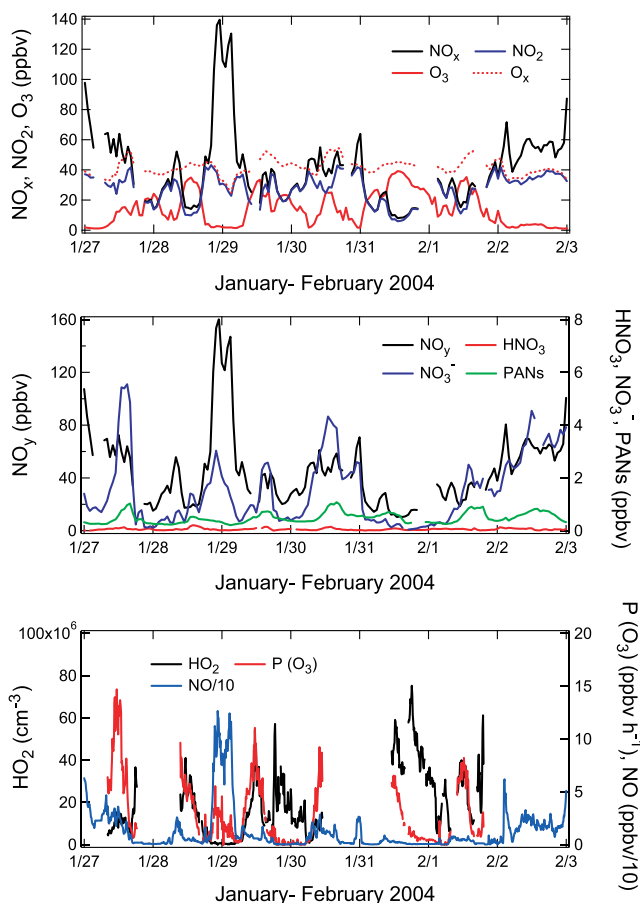 NOx, NO2, O3 (ppbv)
140
120
100
80
60
40
20
0
NOx
NO2
O3
Ox
1/27
1/28
1/29
1/30
1/31
2/1
2/2
2/3
January- February 2004
NOy (ppbv)
160
120
80
40
0
NOy
HNO3
NO3-
PANs
8
6
4
2
0
HNO3, NO3-, PANs (ppbv)
1/27
1/28
1/29
1/30
1/31
2/1
2/2
2/3
January- February 2004
HO2 (cm-3)
100x10^6
80
60
40
20
0
HO2
P (O3)
NO/10
20
15
10
5
0
P (O3) (ppbv h-1), NO (ppbv/10)
1/27
1/28
1/29
1/30
1/31
2/1
2/2
2/3
January- February 2004